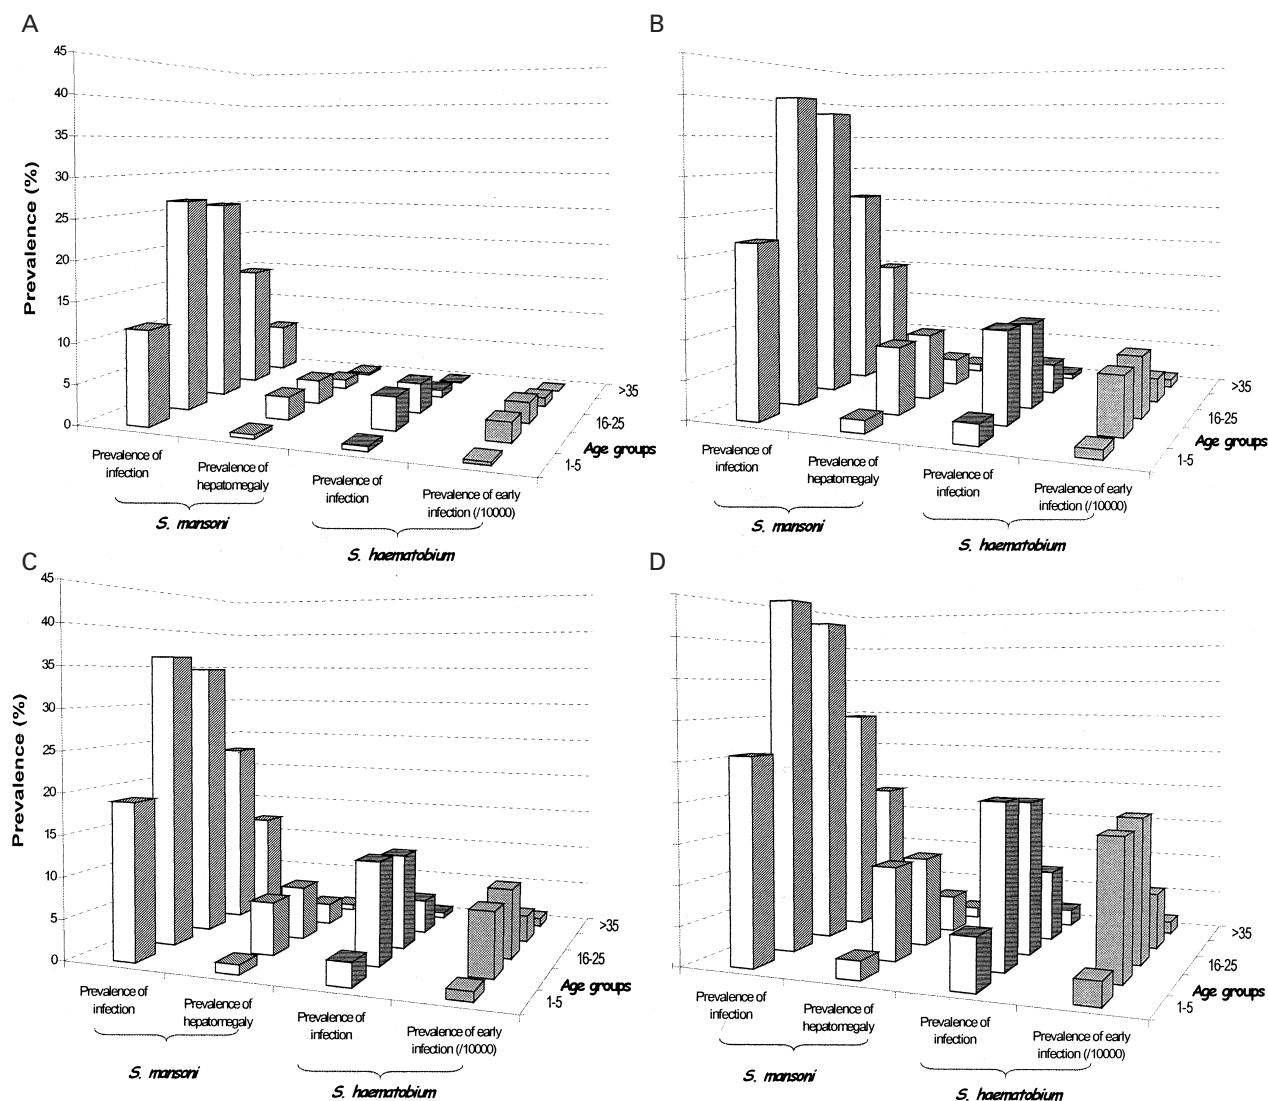 A
45
40
35
30
25
20
15
10
5
0
Prevalence (%)
>35
16-25
1-5
Age groups
Prevalence of
infection
Prevalence of
hepatomegaly
Prevalence of
infection
Prevalence of early
infection (/10000)
S. mansoni
S. haematobium
B
>35
16-25
1-5
Age groups
Prevalence of
infection
Prevalence of
hepatomegaly
Prevalence of
infection
Prevalence of early
infection (/10000)
S. mansoni
S. haematobium
C
45
40
35
30
25
20
15
10
5
0
Prevalence (%)
>35
16-25
1-5
Age groups
Prevalence of
infection
Prevalence of
hepatomegaly
Prevalence of
infection
Prevalence of early
infection (/10000)
S. mansoni
S. haematobium
D
>35
16-25
1-5
Age groups
Prevalence of
infection
Prevalence of
hepatomegaly
Prevalence of
infection
Prevalence of early
infection (/10000)
S. mansoni
S. haematobium